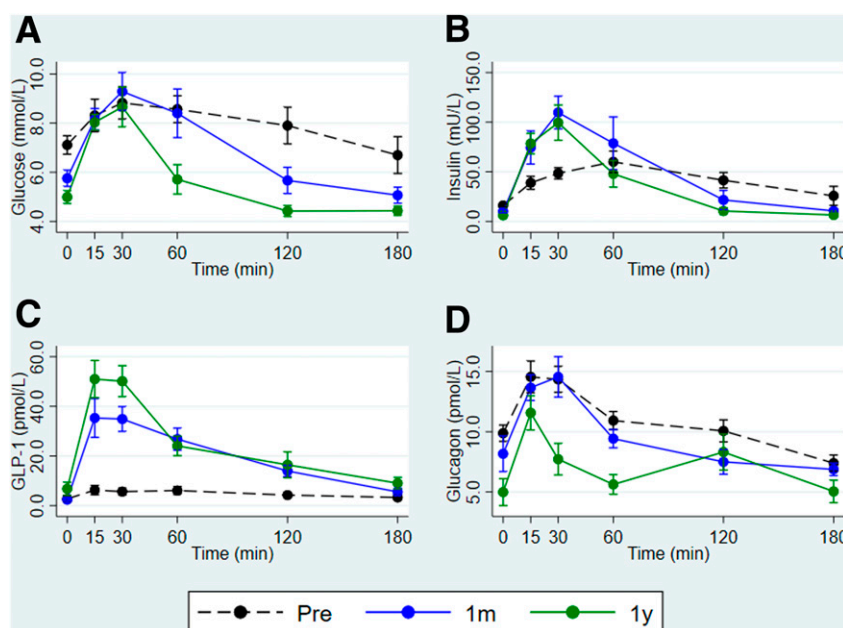 A
Glucose (mmol/L)
10.0
8.0
6.0
4.0
0 15 30 60 120 180
Time (min)
B
Insulin (mU/L)
150.0
100.0
50.0
0.0
0 15 30 60 120 180
Time (min)
C
GLP-1 (pmol/L)
60.0
40.0
20.0
0.0
0 15 30 60 120 180
Time (min)
D
Glucagon (pmol/L)
15.0
10.0
5.0
0 15 30 60 120 180
Time (min)
Pre 1m 1y